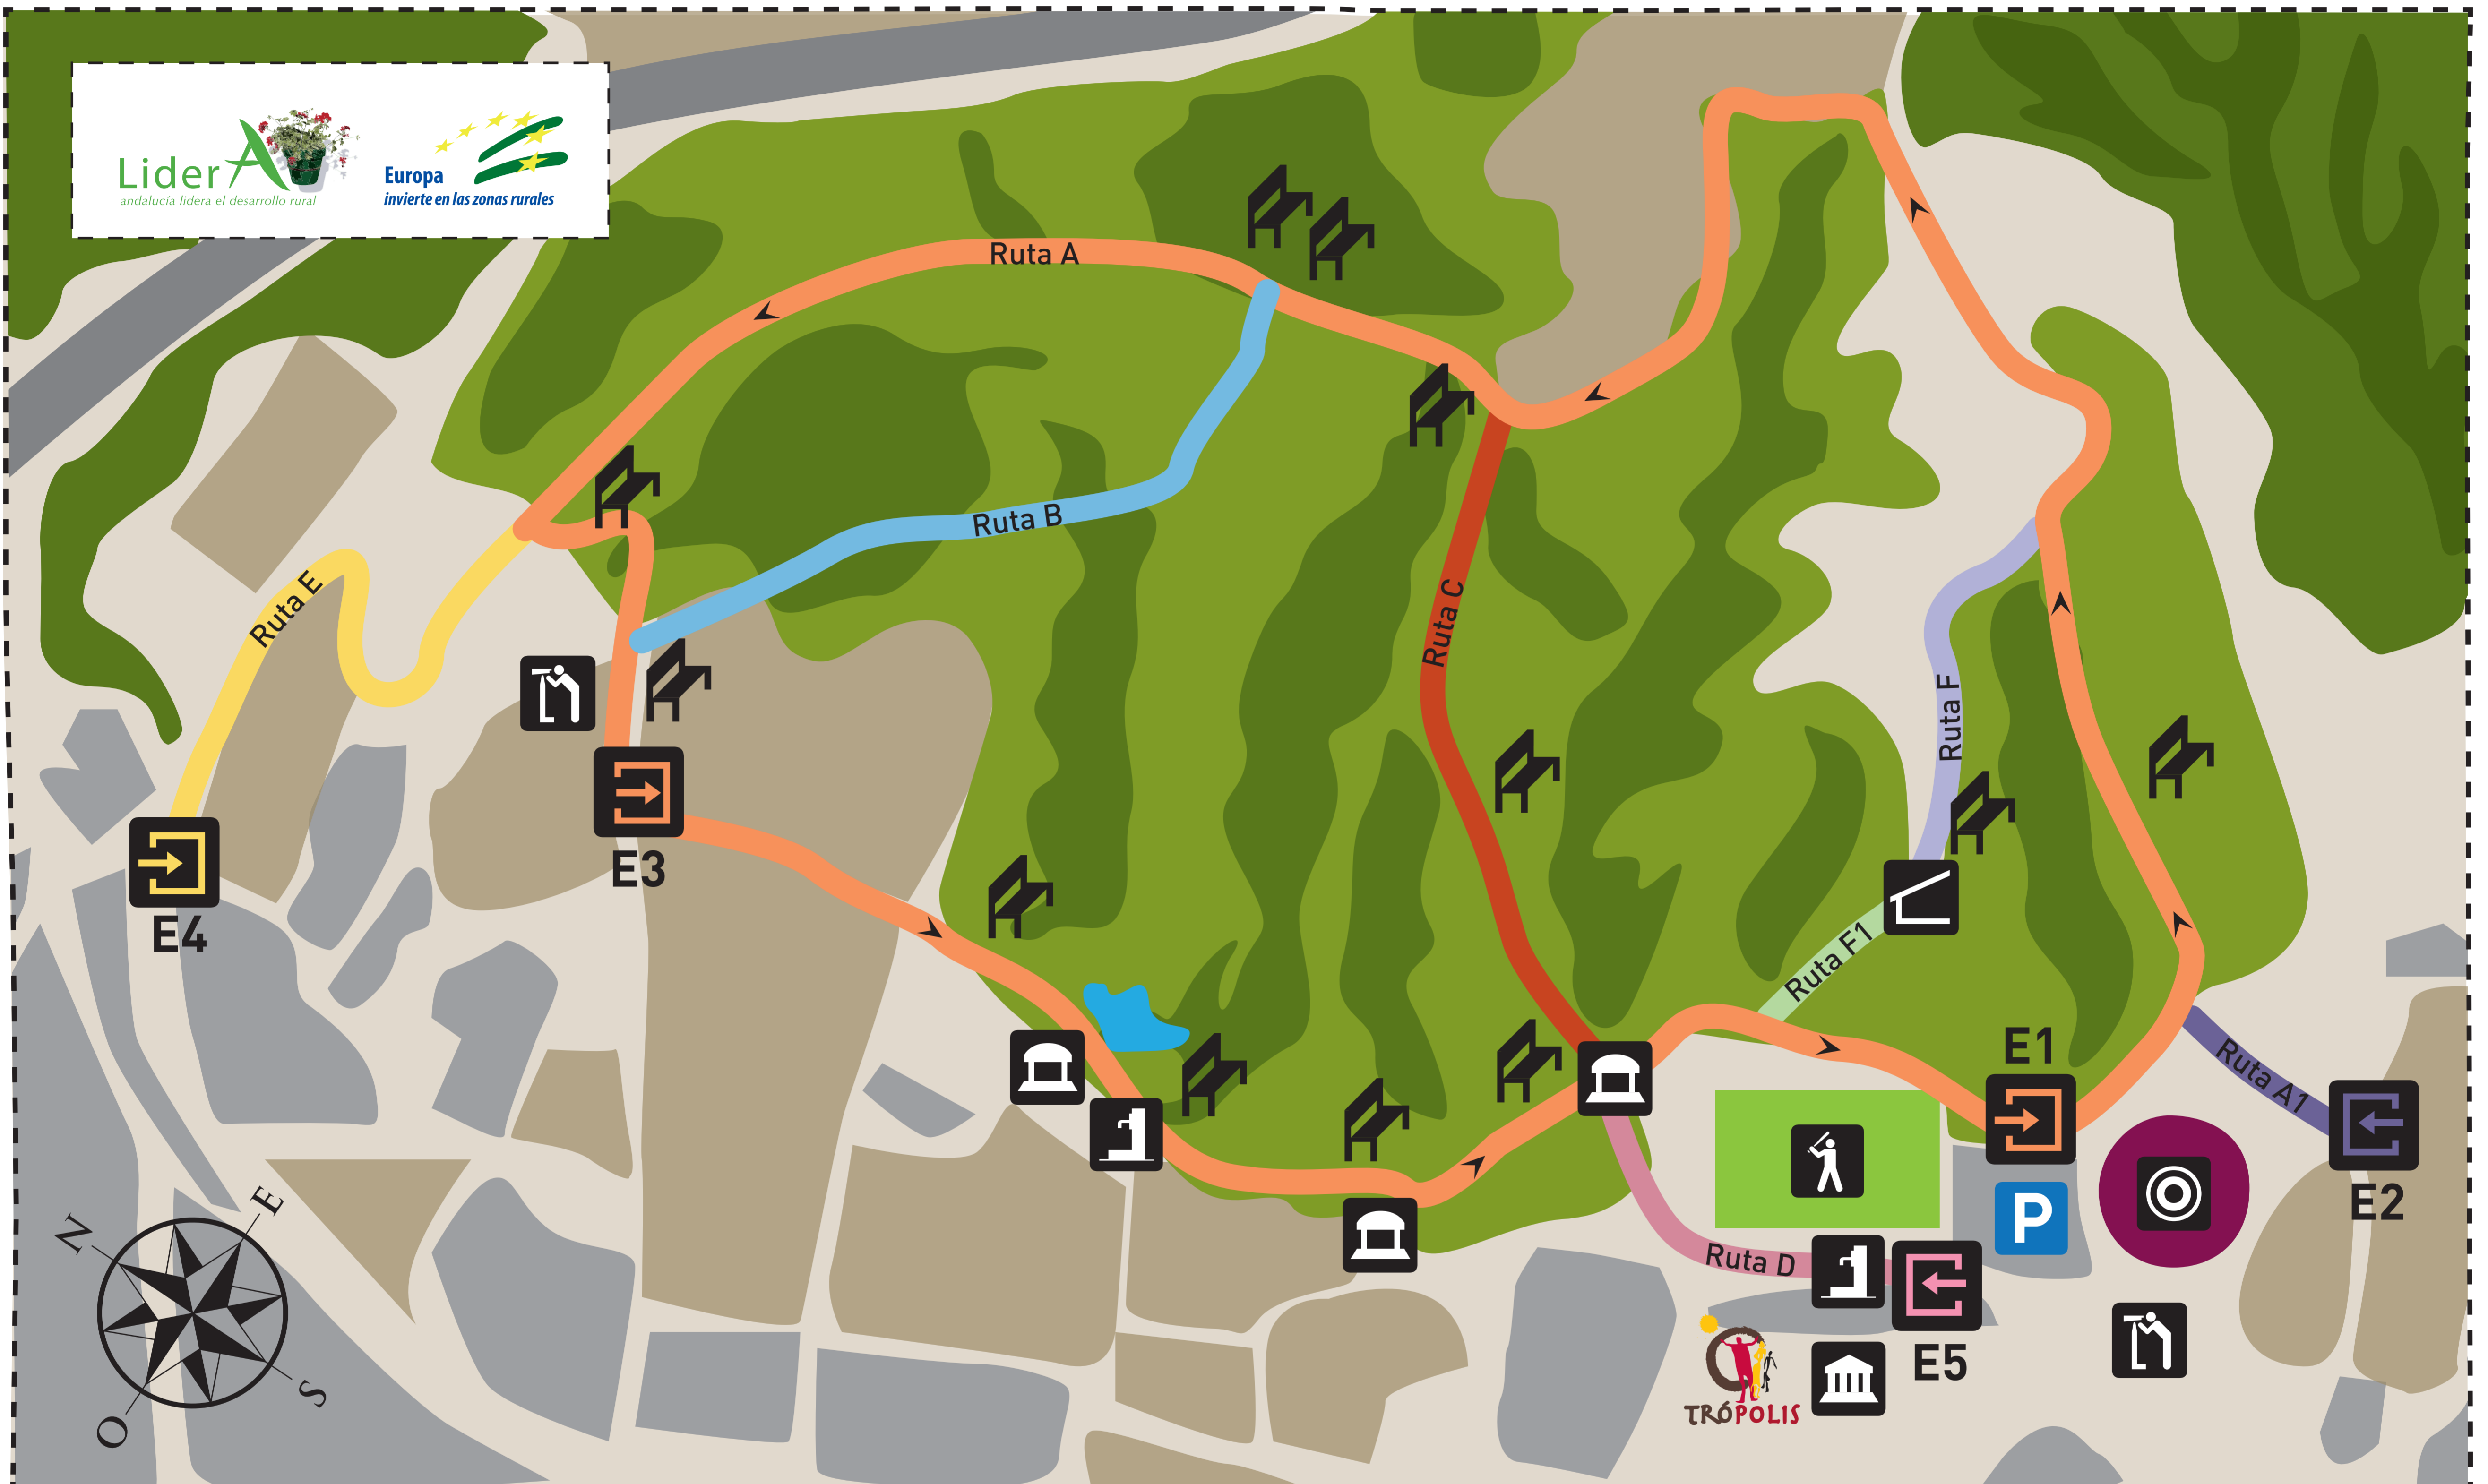 LiderA
andalucía lidera el desarrollo rural
Europa
invierte en las zonas rurales
Ruta A
Ruta B
Ruta E
Ruta C
Ruta F
E3
E4
Ruta F1
E1
Ruta A1
E2
P
Ruta D
E5
TRÓPOLIS
N
E
S
O